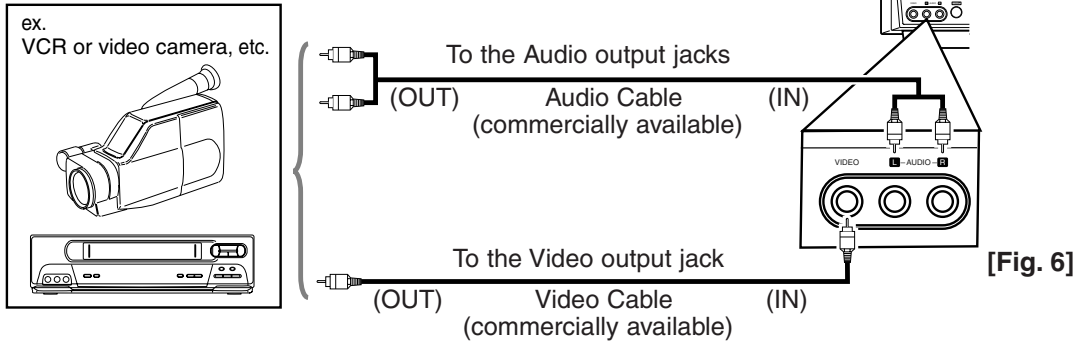 ex.
VCR or video camera, etc.
To the Audio output jacks
(OUT)
Audio Cable
(IN)
(commercially available)
VIDEO
L – AUDIO – R
To the Video output jack
(OUT)
Video Cable
(IN)
(commercially available)
[Fig. 6]